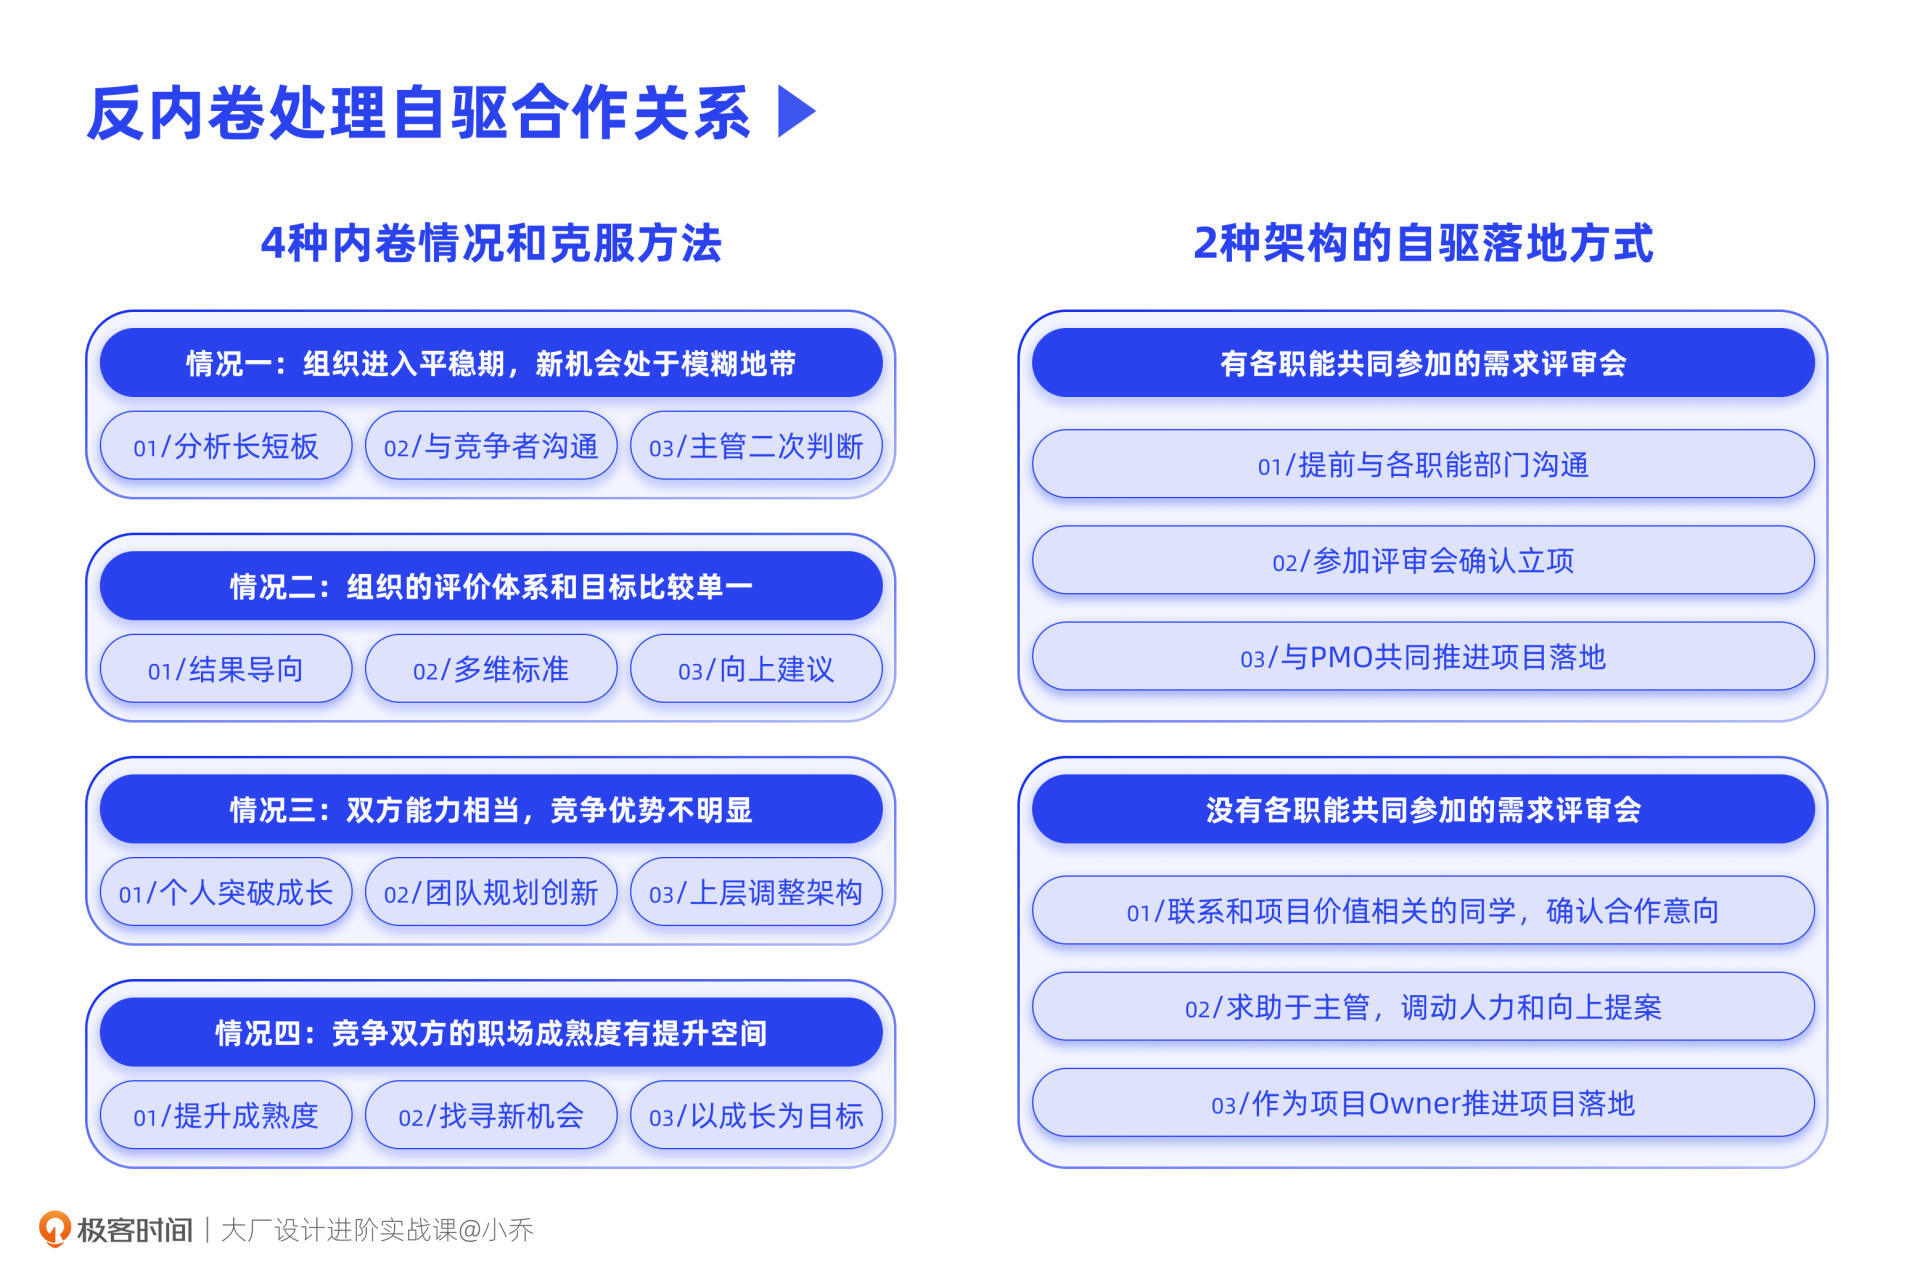 反内卷处理自驱合作关系
4种内卷情况和克服方法
情况一：组织进入平稳期，新机会处于模糊地带
01/分析长短板
02/与竞争者沟通
03/主管二次判断
情况二：组织的评价体系和目标比较单一
01/结果导向
02/多维标准
03/向上建议
情况三：双方能力相当，竞争优势不明显
01/个人突破成长
02/团队规划创新
03/上层调整架构
情况四：竞争双方的职场成熟度有提升空间
01/提升成熟度
02/找寻新机会
03/以成长为目标
2种架构的自驱落地方式
有各职能共同参加的需求评审会
01/提前与各职能部门沟通
02/参加评审会确认立项
03/与PMO共同推进项目落地
没有各职能共同参加的需求评审会
01/联系和项目价值相关的同学，确认合作意向
02/求助于主管，调动人力和向上提案
03/作为项目Owner推进项目落地
极客时间｜大厂设计进阶实战课@小乔